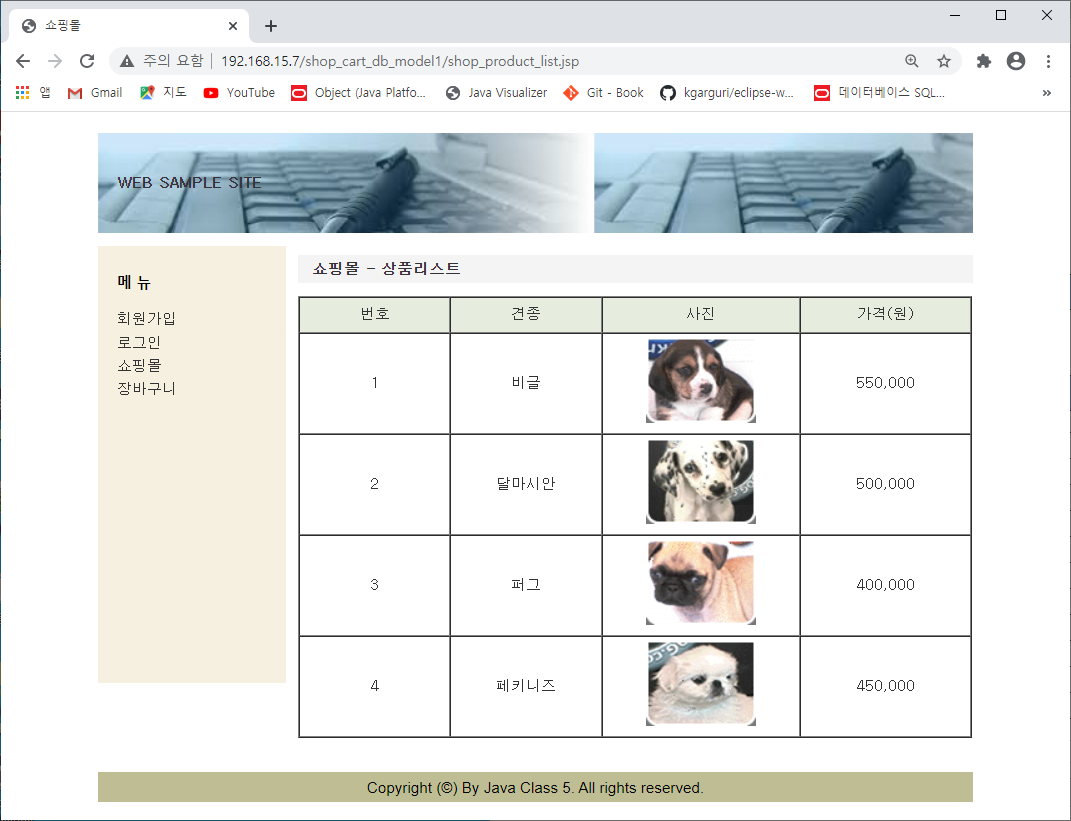 쇼핑몰
주의 요함 192.168.15.7/shop_cart_db_model1/shop_product_list.jsp
앱 Gmail 지도 YouTube Object (Java Platfo... Java Visualizer Git - Book kgarguri/eclipse-w... 데이터베이스 SQL...
WEB SAMPLE SITE
메 뉴
회원가입
로그인
쇼핑몰
장바구니
쇼핑몰 - 상품리스트
번호 견종 사진 가격(원)
1 비글 550,000
2 달마시안 500,000
3 퍼그 400,000
4 페키니즈 450,000
Copyright (©) By Java Class 5. All rights reserved.